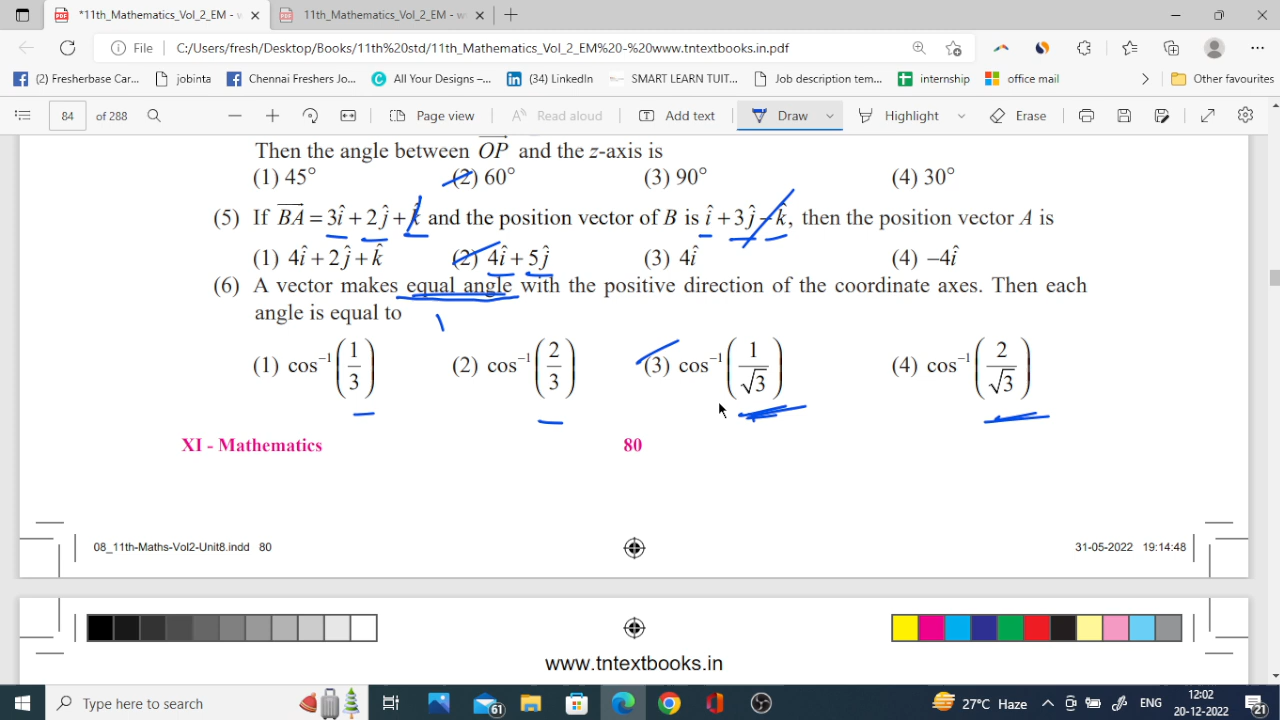 *11th_Mathematics_Vol_2_EM - w
11th_Mathematics_Vol_2_EM - ww
File C:/Users/fresh/Desktop/Books/11th%20std/11th_Mathematics_Vol_2_EM%20-%20www.tntextbooks.in.pdf
(2) Fresherbase Car... jobinta Chennai Freshers Jo... All Your Designs –... (34) LinkedIn SMART LEARN TUIT... Job description tem... internship office mail Other favourites
84 of 288 Page view Read aloud Add text Draw Highlight Erase
Then the angle between \overrightarrow{OP} and the z-axis is
(1) 45° (2) 60° (3) 90° (4) 30°
(5) If \overrightarrow{BA} = 3î + 2ĵ + k̂ and the position vector of B is î + 3ĵ − k̂, then the position vector A is
(1) 4î + 2ĵ + k̂ (2) 4î + 5ĵ (3) 4î (4) −4î
(6) A vector makes equal angle with the positive direction of the coordinate axes. Then each
angle is equal to
(1) cos⁻¹(1/3) (2) cos⁻¹(2/3) (3) cos⁻¹(1/√3) (4) cos⁻¹(2/√3)
XI - Mathematics 80
08_11th-Maths-Vol2-Unit8.indd 80 31-05-2022 19:14:48
www.tntextbooks.in
Type here to search 61 27°C Haze ENG 12:02
20-12-2022 21